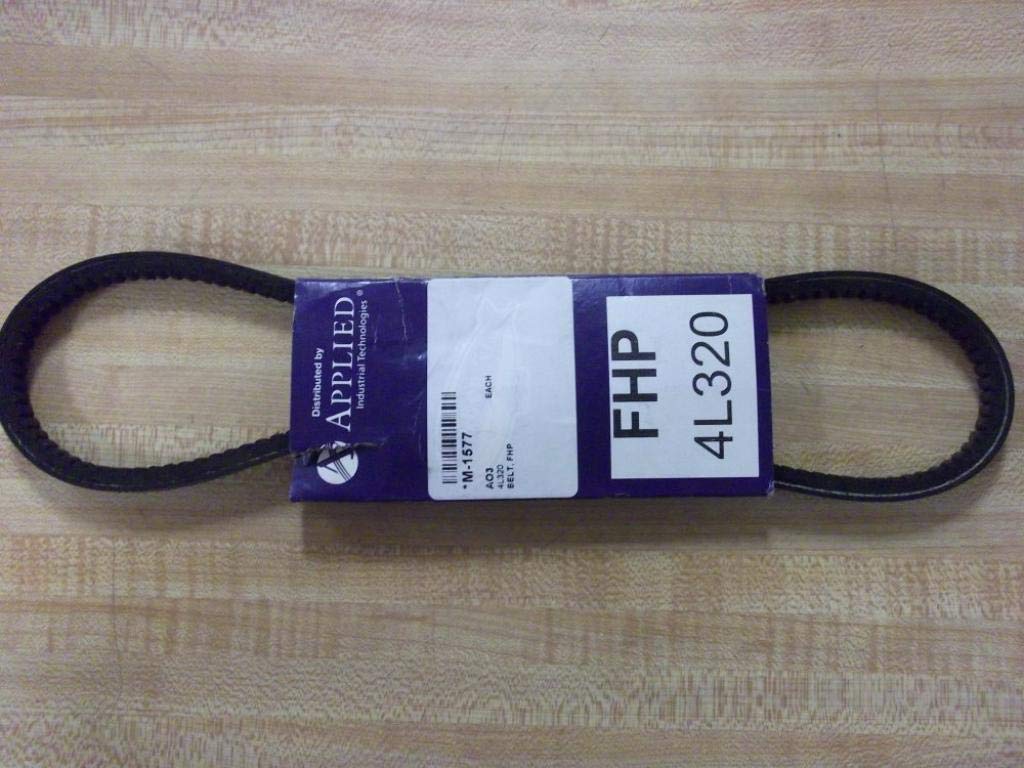 Distributed by
APPLIED®
Industrial Technologies
*M-1577
EACH
AO3
4L320
BELT, FHP
FHP
4L320